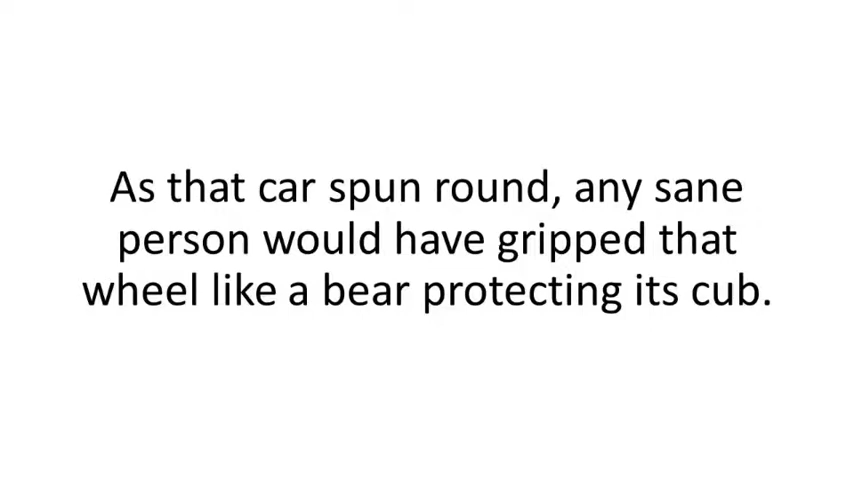 As that car spun round, any sane
person would have gripped that
wheel like a bear protecting its cub.